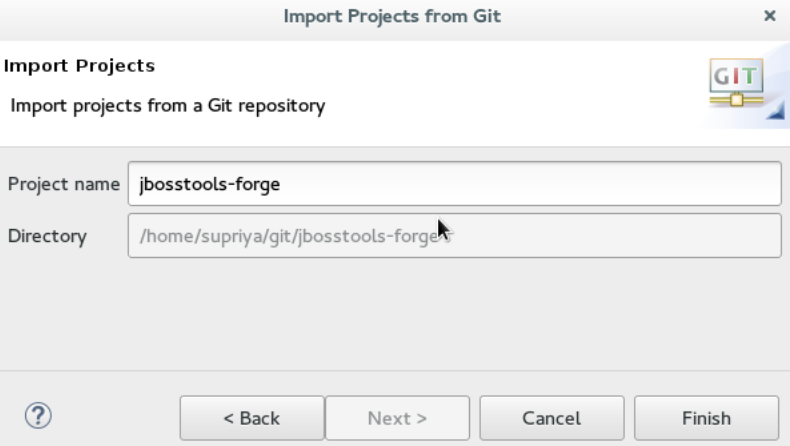 Import Projects from Git
×
Import Projects
Import projects from a Git repository
GIT
Project name jbosstools-forge
Directory /home/supriya/git/jbosstools-forge
? < Back Next > Cancel Finish